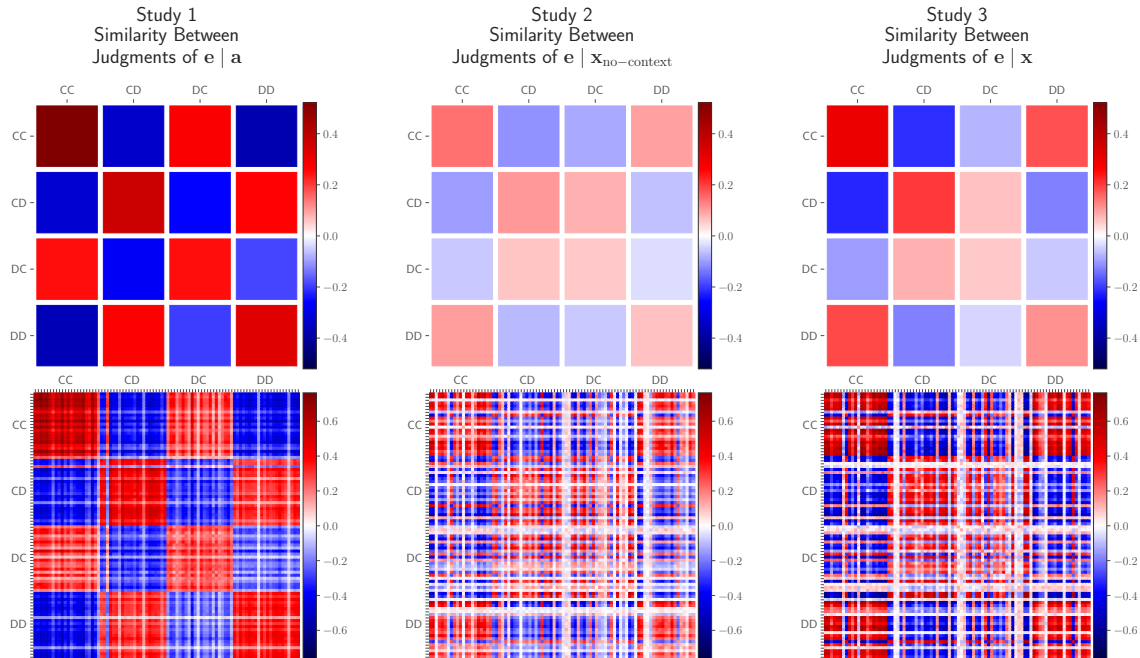 Study 1
Similarity Between
Judgments of e | a
Study 2
Similarity Between
Judgments of e | x no−context
Study 3
Similarity Between
Judgments of e | x
CC CD DC DD
CC
CD
DC
DD
0.4
0.2
0.0
−0.2
−0.4
CC CD DC DD
CC
CD
DC
DD
0.4
0.2
0.0
−0.2
−0.4
CC CD DC DD
CC
CD
DC
DD
0.4
0.2
0.0
−0.2
−0.4
CC CD DC DD
CC
CD
DC
DD
0.6
0.4
0.2
0.0
−0.2
−0.4
−0.6
CC CD DC DD
CC
CD
DC
DD
0.6
0.4
0.2
0.0
−0.2
−0.4
−0.6
CC CD DC DD
CC
CD
DC
DD
0.6
0.4
0.2
0.0
−0.2
−0.4
−0.6